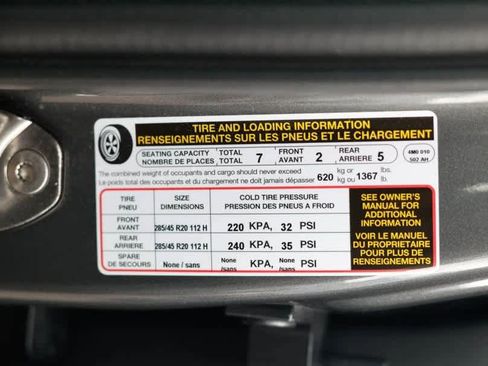 TIRE AND LOADING INFORMATION
RENSEIGNEMENTS SUR LES PNEUS ET LE CHARGEMENT
SEATING CAPACITY TOTAL 7 FRONT 2 REAR 5
NOMBRE DE PLACES TOTAL AVANT ARRIERE
4M0 010
502 AH
The combined weight of occupants and cargo should never exceed 620 kg or 1367 lbs.
Le poids total des occupants et du chargement ne doit jamais dépasser kg ou lb.
TIRE SIZE COLD TIRE PRESSURE
PNEU DIMENSIONS PRESSION DES PNEUS A FROID
FRONT
AVANT 285/45 R20 112 H 220 KPA, 32 PSI
REAR
ARRIERE 285/45 R20 112 H 240 KPA, 35 PSI
SPARE
DE SECOURS None / sans None / sans KPA, None / sans PSI
SEE OWNER'S
MANUAL FOR
ADDITIONAL
INFORMATION
VOIR LE MANUEL
DU PROPRIETAIRE
POUR PLUS DE
RENSEIGNEMENTS